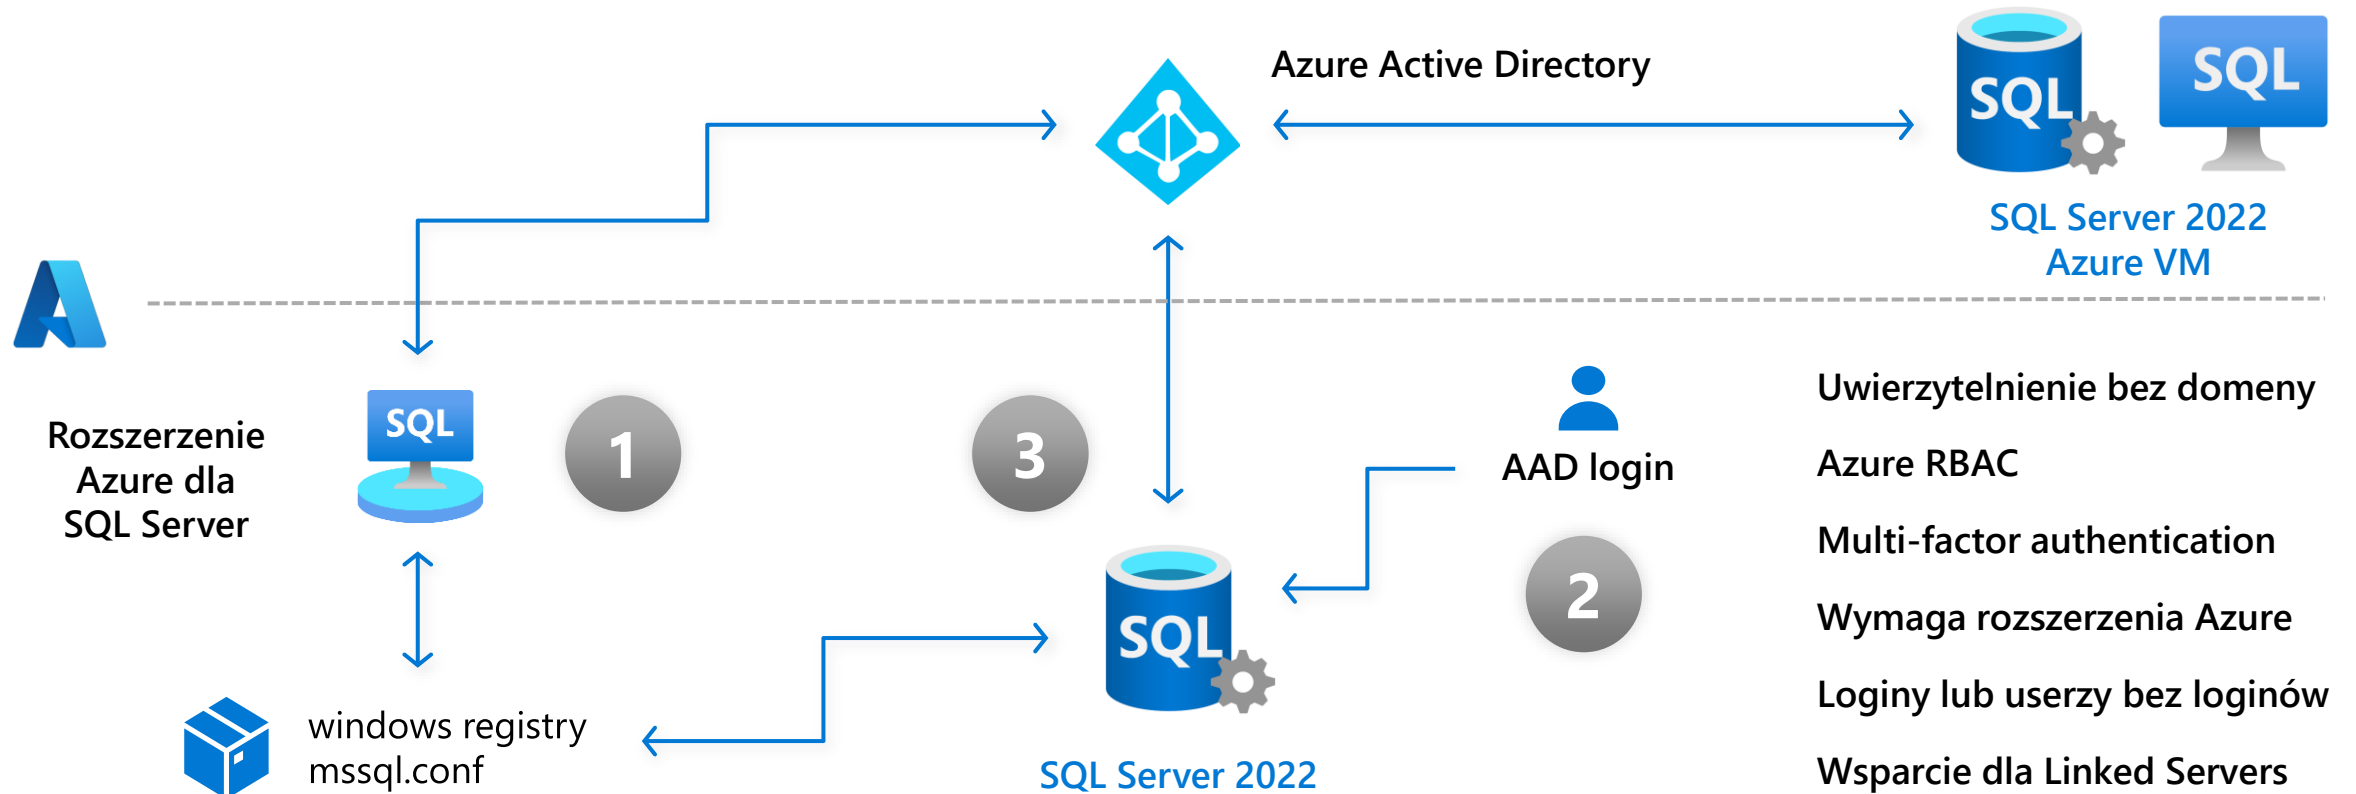 Azure Active Directory
SQL
SQL
SQL Server 2022
Azure VM
Rozszerzenie
Azure dla
SQL Server
SQL
1
3
AAD login
2
SQL
windows registry
mssql.conf
SQL Server 2022
Uwierzytelnienie bez domeny
Azure RBAC
Multi-factor authentication
Wymaga rozszerzenia Azure
Loginy lub userzy bez loginów
Wsparcie dla Linked Servers